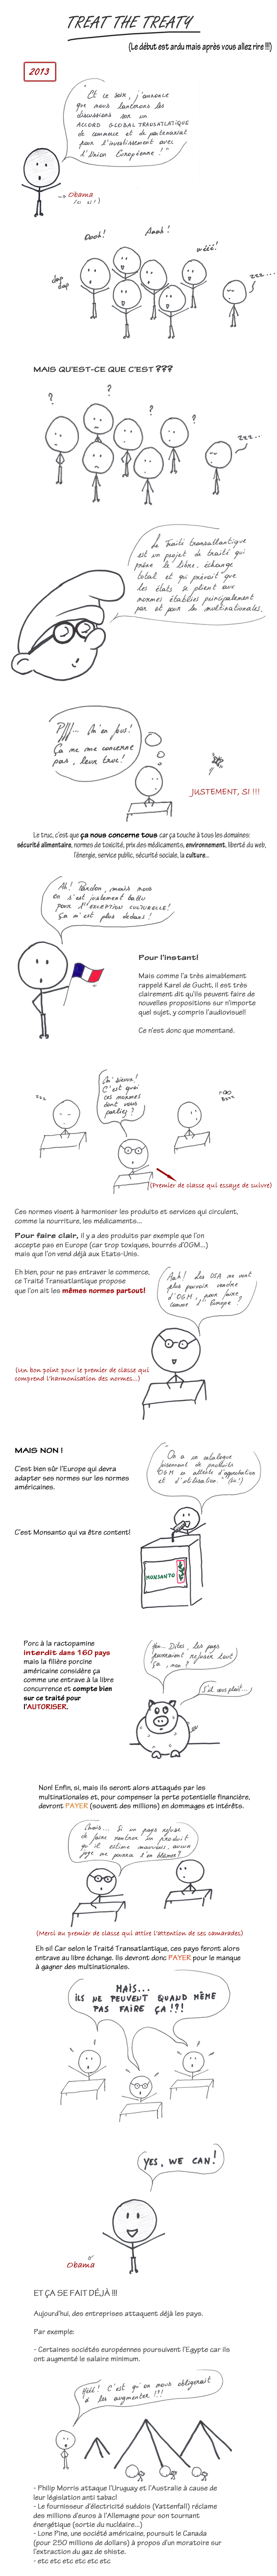 TREAT THE TREATY
(Le début est ardu mais après vous allez rire !!!)
2013
"Et ce soir, j'annonce
que nous lancerons les
discussions sur un
ACCORD GLOBAL TRANSATLATIQUE
de commerce et de partenariat
pour l'investissement avec
l'Union Européenne !"
Obama
(si si !)
Oooh!
Aaah!
wééé!
clap
clap
zzz...
MAIS QU'EST-CE QUE C'EST ???
?
?
?
?
zzz...
Le Traité transatlantique
est un projet de traité qui
prône le libre-échange
total et qui prévoit que
les états se plient aux
normes établies principalement
par et pour les multinationales.
Pfff... M'en fous!
Ça me me concerne
pas, leur truc!
JUSTEMENT, SI !!!
Le truc, c'est que ça nous concerne tous car ça touche à tous les domaines:
sécurité alimentaire, normes de toxicité, prix des médicaments, environnement, liberté du web,
l'énergie, service public, sécurité sociale, la culture...
Ah! Pardon, mais nous
on s'est justement battu
pour l'EXCEPTION CULTURELLE!
Ça n'est plus dedans!
Pour l'instant!
Mais comme l'a très aimablement
rappelé Karel de Gucht, il est très
clairement dit qu'ils peuvent faire de
nouvelles propositions sur n'importe
quel sujet, y compris l'audiovisuel!
Ce n'est donc que momentané.
zzz
M'sieur!
C'est quoi
ces normes
dont vous
parlez ?
(Premier de classe qui essaye de suivre)
Ces normes visent à harmoniser les produits et services qui circulent,
comme la nourriture, les médicaments...
Pour faire clair, il y a des produits par exemple que l'on
accepte pas en Europe (car trop toxiques, bourrés d'OGM...)
mais que l'on vend déjà aux Etats-Unis.
Eh bien, pour ne pas entraver le commerce,
ce Traité Transatlantique propose
que l'on ait les mêmes normes partout!
Aah! Les USA ne vont
plus pouvoir vendre
d'OGM, pour faire
comme l'Europe ?
(Un bon point pour le premier de classe qui
comprend l'harmonisation des normes...)
MAIS NON !
C'est bien sûr l'Europe qui devra
adapter ses normes sur les normes
américaines.
C'est Monsanto qui va être content!
"On a un catalogue
foisonnant de produits
OGM en attente d'approbation
et d'utilisation."
MONSANTO
Porc à la ractopamine
interdit dans 160 pays
mais la filière porcine
américaine considère ça
comme une entrave à la libre
concurrence et compte bien
sur ce traité pour
l'AUTORISER.
Dites, les pays
pourraient refuser tout
ça, non ?
S'il vous plaît...
Non! Enfin, si, mais ils seront alors attaqués par les
multinationales et, pour compenser la perte potentielle financière,
devront PAYER (souvent des millions) en dommages et intérêts.
Mais... Si un pays refuse
de faire rentrer un produit
qu'il estime mauvais, aucun
juge ne pourra l'en blâmer?
(Merci au premier de classe qui attire l'attention de ses camarades)
Eh si! Car selon le Traité Transatlantique, ces pays feront alors
entrave au libre échange. Ils devront donc PAYER pour le manque
à gagner des multinationales.
MAIS...
ILS NE PEUVENT QUAND MÊME
PAS FAIRE ÇA !?!
YES, WE CAN!
Obama
ET ÇA SE FAIT DÉJÀ !!!
Aujourd'hui, des entreprises attaquent déjà les pays.
Par exemple:
- Certaines sociétés européennes poursuivent l'Egypte car ils
ont augmenté le salaire minimum.
Hééé! C'est qu'on nous obligerait
à les augmenter !?!
- Philip Morris attaque l'Uruguay et l'Australie à cause de
leur législation anti tabac!
- Le fournisseur d'électricité suédois (Vattenfall) réclame
des millions d'euros à l'Allemagne pour son tournant
énergétique (sortie du nucléaire...)
- Lone Pine, une société américaine, poursuit le Canada
(pour 250 millions de dollars) à propos d'un moratoire sur
l'extraction du gaz de shiste.
- etc etc etc etc etc etc